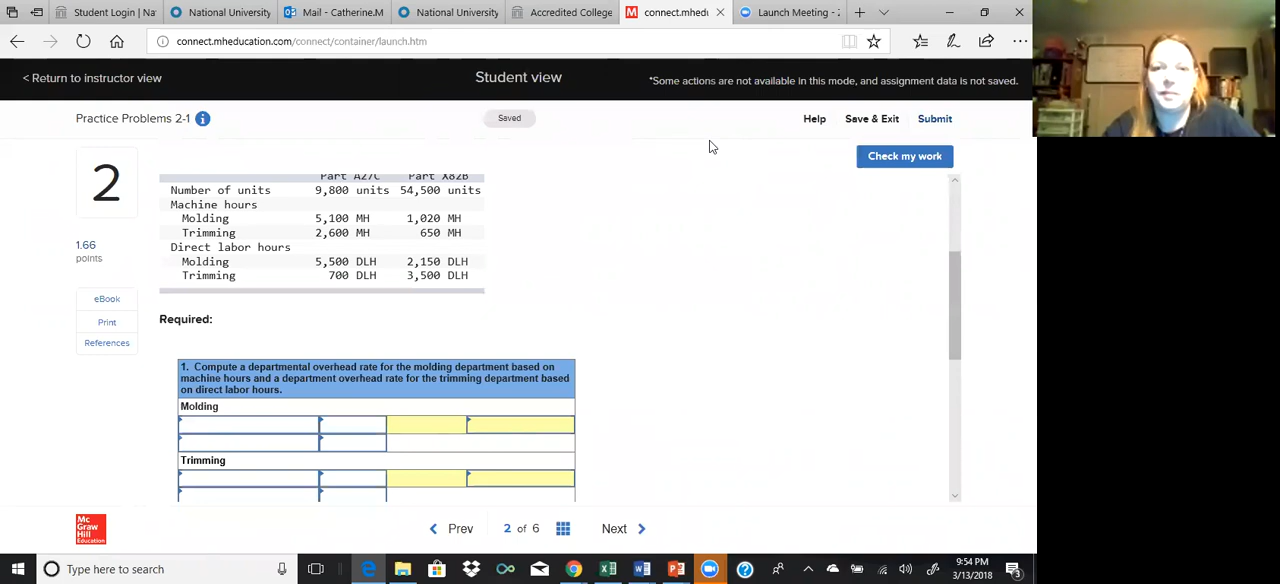 Student Login | Na
National University
Mail - Catherine.M
National University
Accredited College
connect.mhed
Launch Meeting - Z
connect.mheducation.com/connect/container/launch.htm
< Return to instructor view
Student view
*Some actions are not available in this mode, and assignment data is not saved.
Practice Problems 2-1
Saved
Help
Save & Exit
Submit
Check my work
2
1.66
points
eBook
Print
References
Part A27C Part X82B
Number of units 9,800 units 54,500 units
Machine hours
Molding 5,100 MH 1,020 MH
Trimming 2,600 MH 650 MH
Direct labor hours
Molding 5,500 DLH 2,150 DLH
Trimming 700 DLH 3,500 DLH
Required:
1. Compute a departmental overhead rate for the molding department based on
machine hours and a department overhead rate for the trimming department based
on direct labor hours.
Molding
Trimming
Mc
Graw
Hill
Education
Prev
2 of 6
Next
Type here to search
9:54 PM
3/13/2018